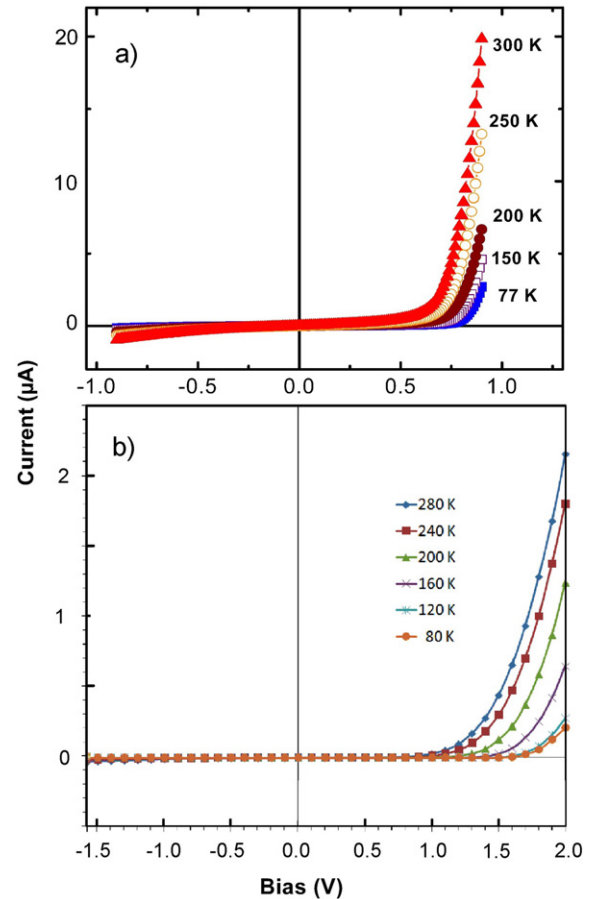 20
a)
300 K
250 K
10
200 K
150 K
77 K
0
-1.0 -0.5 0.0 0.5 1.0
Current (µA)
b)
2
280 K
240 K
200 K
160 K
120 K
80 K
1
0
-1.5 -1.0 -0.5 0.0 0.5 1.0 1.5 2.0
Bias (V)